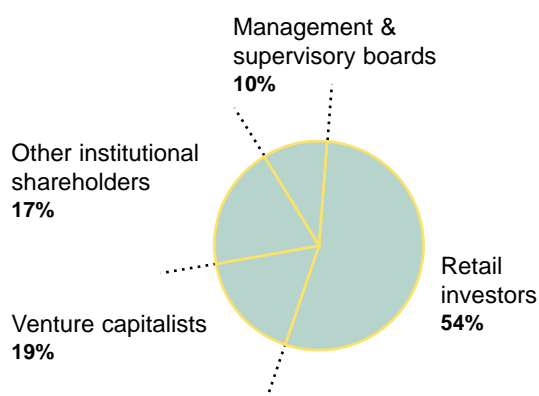 Management &
supervisory boards
10%
Other institutional
shareholders
17%
Retail
investors
54%
Venture capitalists
19%